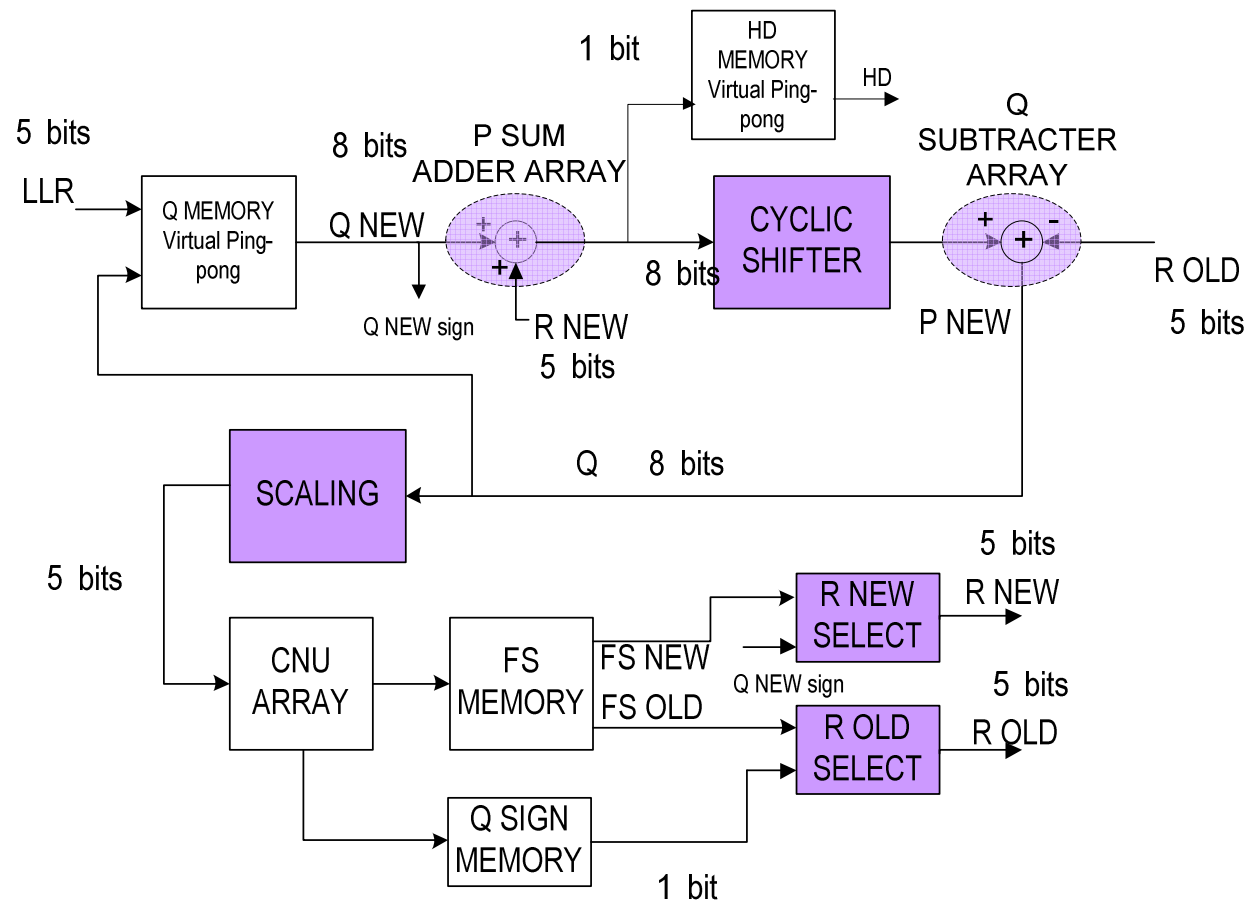 1 bit
HD
MEMORY
Virtual Ping-
pong
HD
5 bits
LLR
Q MEMORY
Virtual Ping-
pong
8 bits
Q NEW
Q NEW sign
P SUM
ADDER ARRAY
+
+
+
R NEW
5 bits
8 bits
CYCLIC
SHIFTER
Q
SUBTRACTER
ARRAY
+
-
+
P NEW
R OLD
5 bits
Q 8 bits
SCALING
5 bits
CNU
ARRAY
FS
MEMORY
FS NEW
FS OLD
Q NEW sign
R NEW
SELECT
5 bits
R NEW
R OLD
SELECT
5 bits
R OLD
Q SIGN
MEMORY
1 bit